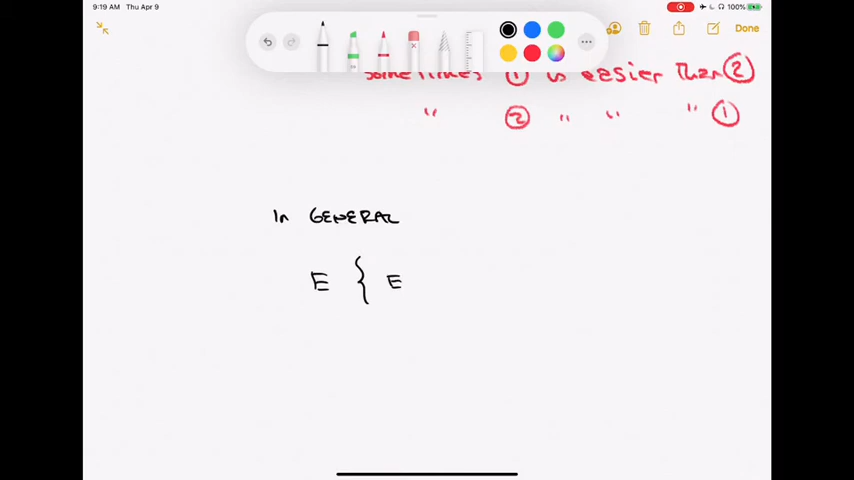 9:19 AM Thu Apr 9
100%
Done
sometimes ① is easier than ②
" ② " " " ①
In GENERAL
E { E